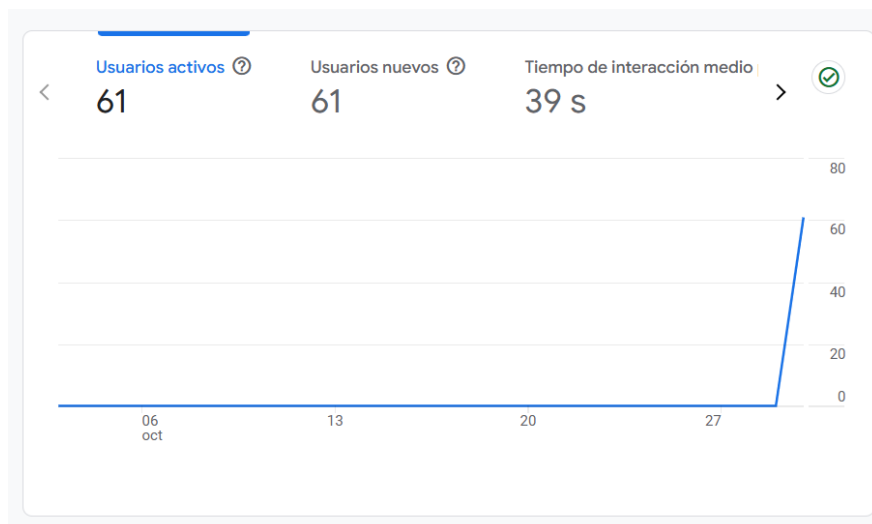 Usuarios activos
61
Usuarios nuevos
61
Tiempo de interacción medio
39 s
80
60
40
20
0
06
oct
13
20
27